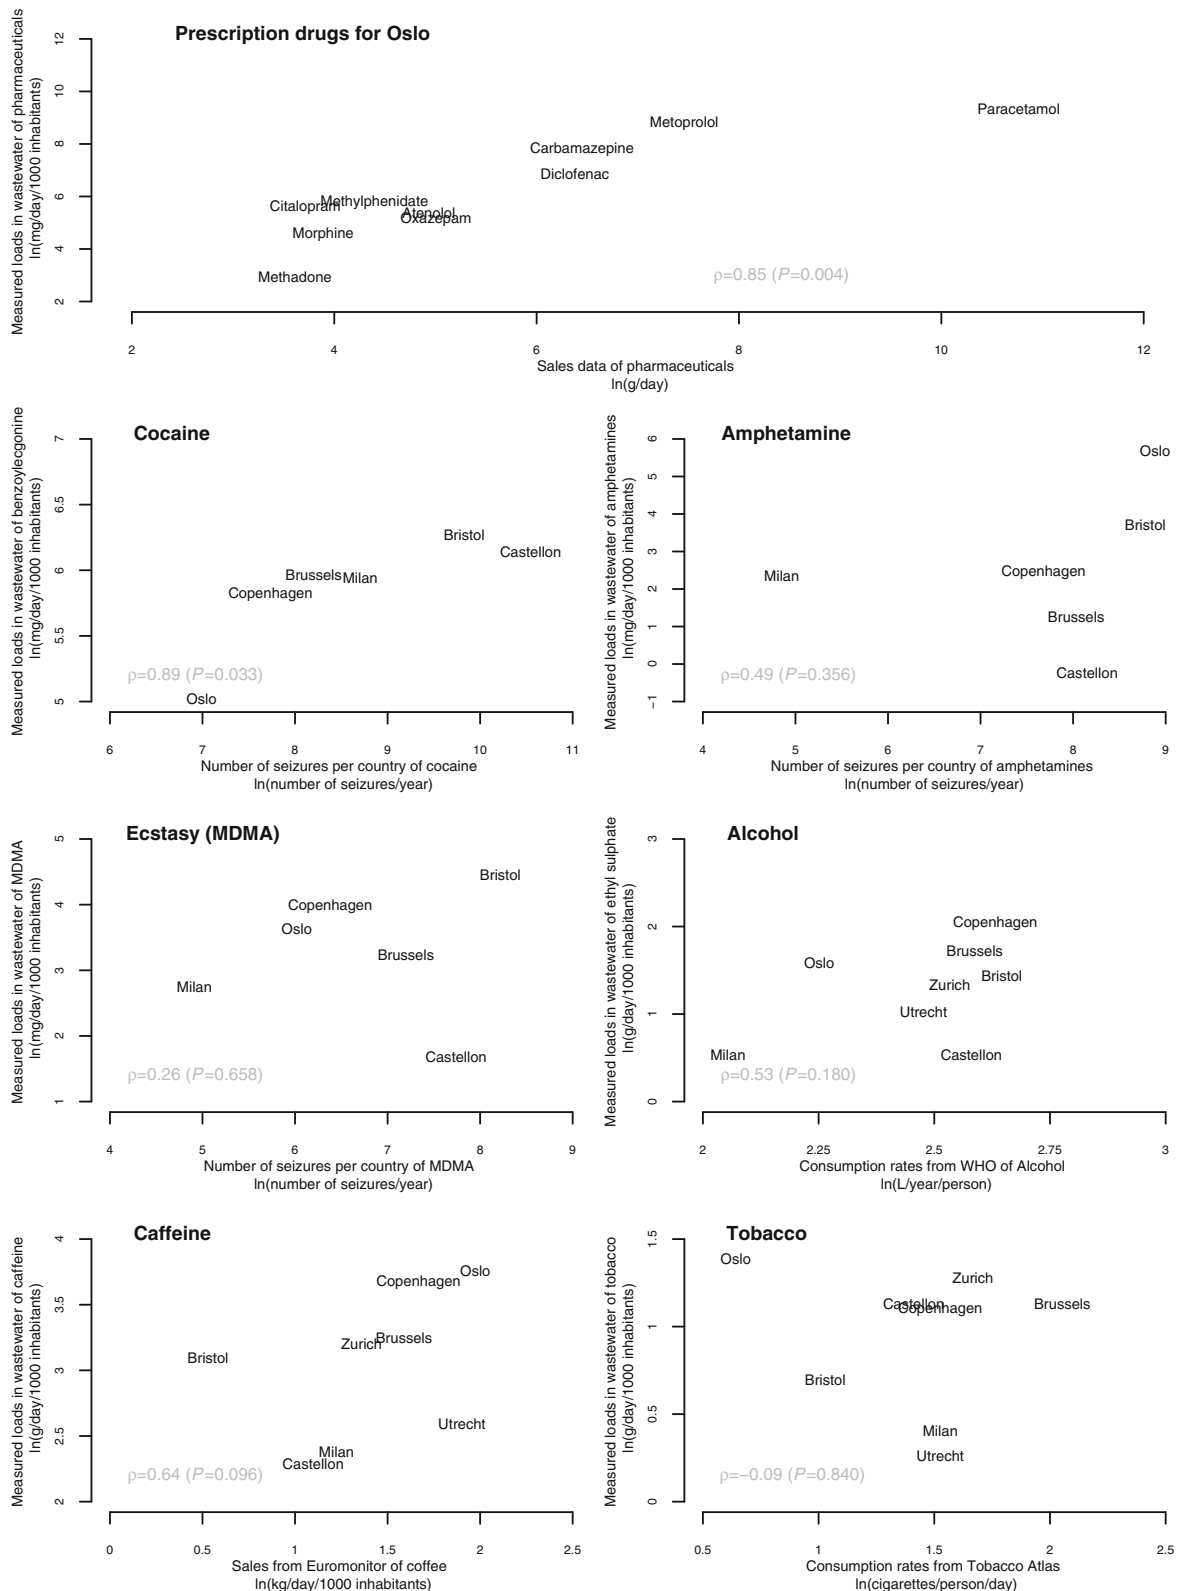 Prescription drugs for Oslo
Measured loads in wastewater of pharmaceuticals
ln(mg/day/1000 inhabitants)
12
10
8
6
4
2
Paracetamol
Metoprolol
Carbamazepine
Diclofenac
Methylphenidate
Citalopram
Atenolol
Oxazepam
Morphine
Methadone
ρ=0.85 (P=0.004)
2 4 6 8 10 12
Sales data of pharmaceuticals
ln(g/day)
Cocaine
Measured loads in wastewater of benzoylecgonine
ln(mg/day/1000 inhabitants)
7
6.5
6
5.5
5
Bristol
Castellon
Brussels
Milan
Copenhagen
ρ=0.89 (P=0.033)
Oslo
6 7 8 9 10 11
Number of seizures per country of cocaine
ln(number of seizures/year)
Amphetamine
Measured loads in wastewater of amphetamines
ln(mg/day/1000 inhabitants)
6
5
4
3
2
1
0
−1
Oslo
Bristol
Copenhagen
Milan
Brussels
Castellon
ρ=0.49 (P=0.356)
4 5 6 7 8 9
Number of seizures per country of amphetamines
ln(number of seizures/year)
Ecstasy (MDMA)
Measured loads in wastewater of MDMA
ln(mg/day/1000 inhabitants)
5
4
3
2
1
Bristol
Copenhagen
Oslo
Brussels
Milan
Castellon
ρ=0.26 (P=0.658)
4 5 6 7 8 9
Number of seizures per country of MDMA
ln(number of seizures/year)
Alcohol
Measured loads in wastewater of ethyl sulphate
ln(g/day/1000 inhabitants)
3
2
1
0
Copenhagen
Brussels
Oslo
Bristol
Zurich
Utrecht
Milan
Castellon
ρ=0.53 (P=0.180)
2 2.25 2.5 2.75 3
Consumption rates from WHO of Alcohol
ln(L/year/person)
Caffeine
Measured loads in wastewater of caffeine
ln(g/day/1000 inhabitants)
4
3.5
3
2.5
2
Oslo
Copenhagen
Brussels
Zurich
Bristol
Utrecht
Milan
Castellon
ρ=0.64 (P=0.096)
0 0.5 1 1.5 2 2.5
Sales from Euromonitor of coffee
ln(kg/day/1000 inhabitants)
Tobacco
Measured loads in wastewater of tobacco
ln(g/day/1000 inhabitants)
1.5
1
0.5
0
Oslo
Zurich
Castellon
Copenhagen
Brussels
Bristol
Milan
Utrecht
ρ=−0.09 (P=0.840)
0.5 1 1.5 2 2.5
Consumption rates from Tobacco Atlas
ln(cigarettes/person/day)